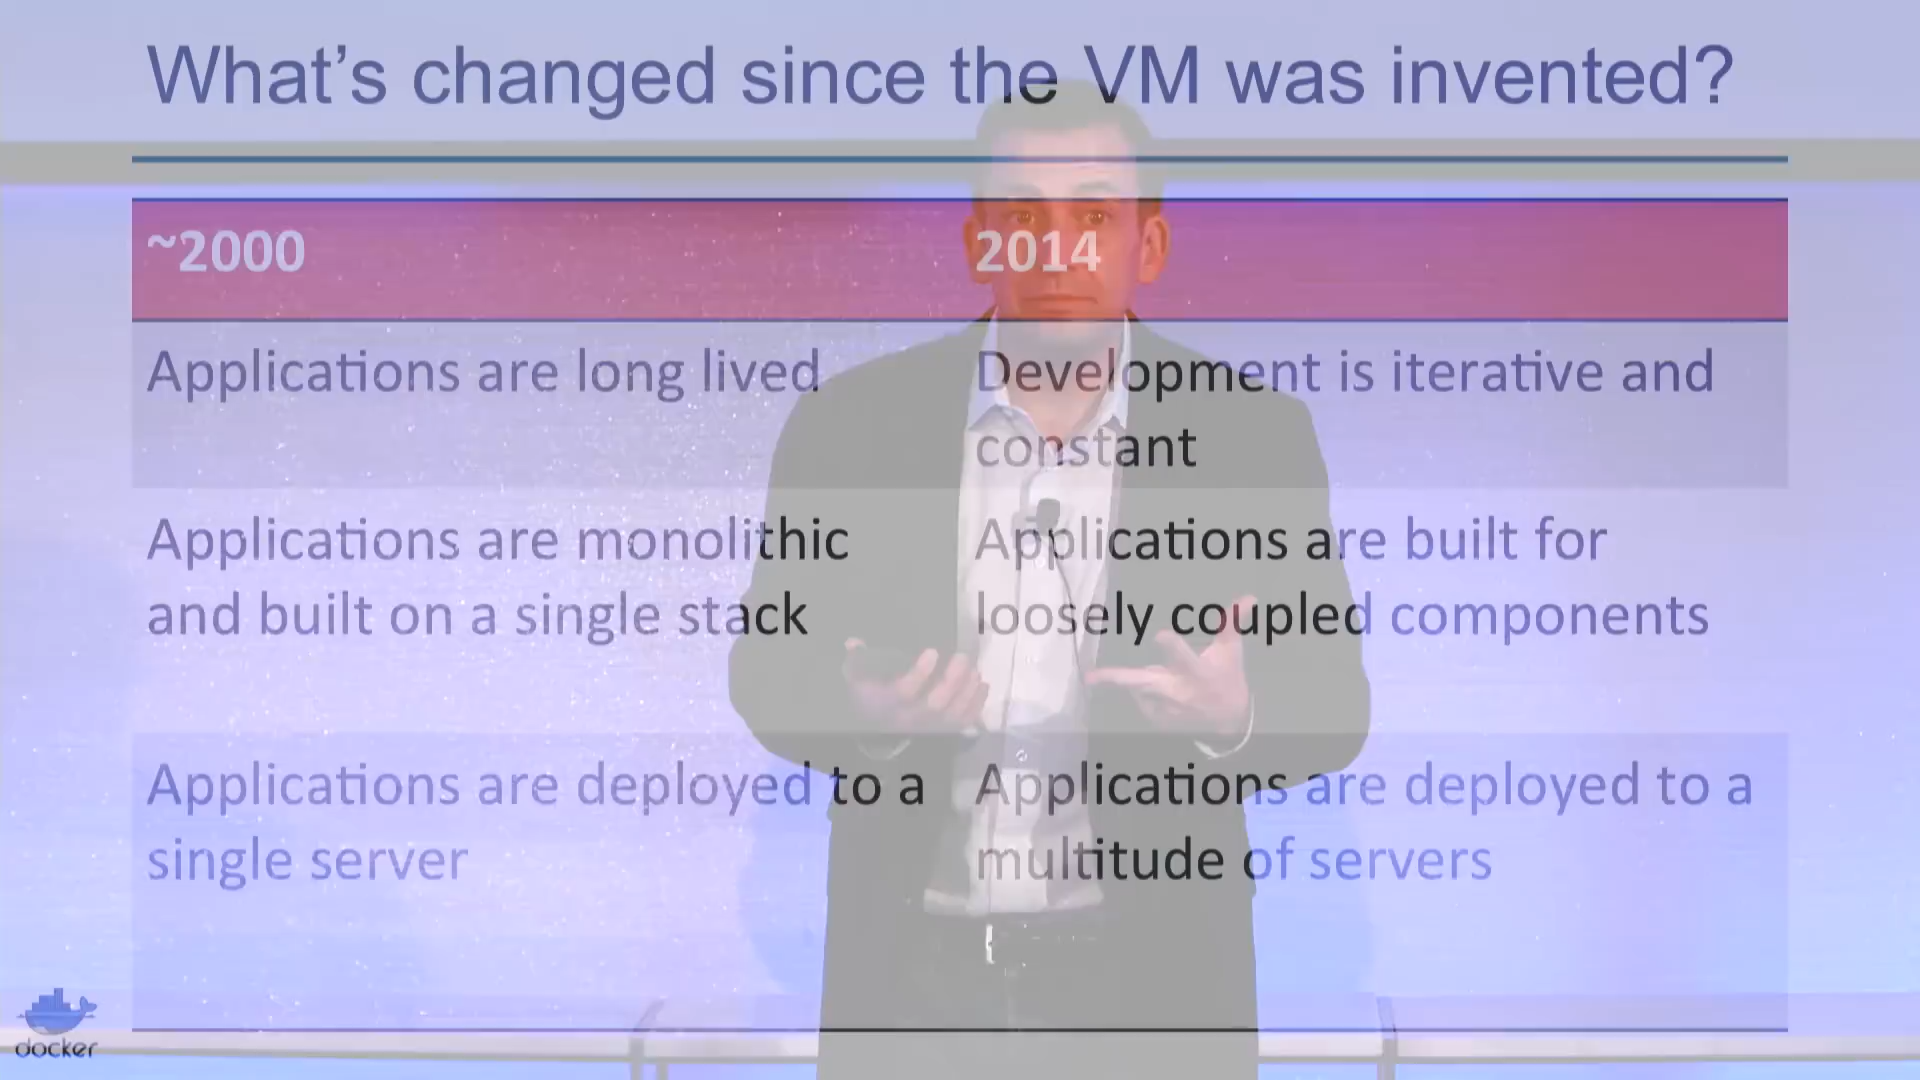 What's changed since the VM was invented?
~2000
2014
Applications are long lived
Development is iterative and
constant
Applications are monolithic
and built on a single stack
Applications are built for
loosely coupled components
Applications are deployed to a
single server
Applications are deployed to a
multitude of servers
docker